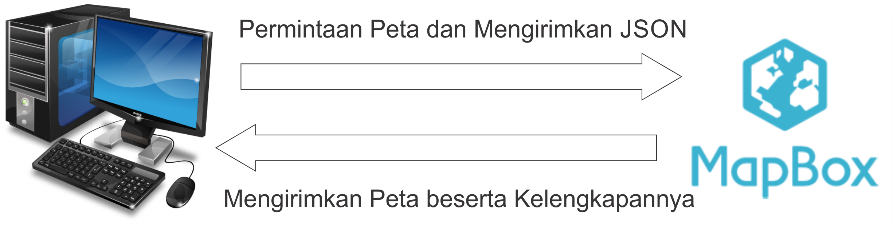 Permintaan Peta dan Mengirimkan JSON
MapBox
Mengirimkan Peta beserta Kelengkapannya